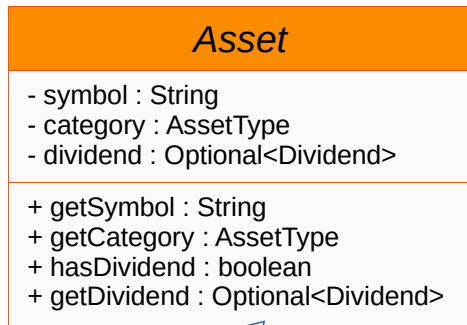 Asset
- symbol : String
- category : AssetType
- dividend : Optional<Dividend>
+ getSymbol : String
+ getCategory : AssetType
+ hasDividend : boolean
+ getDividend : Optional<Dividend>